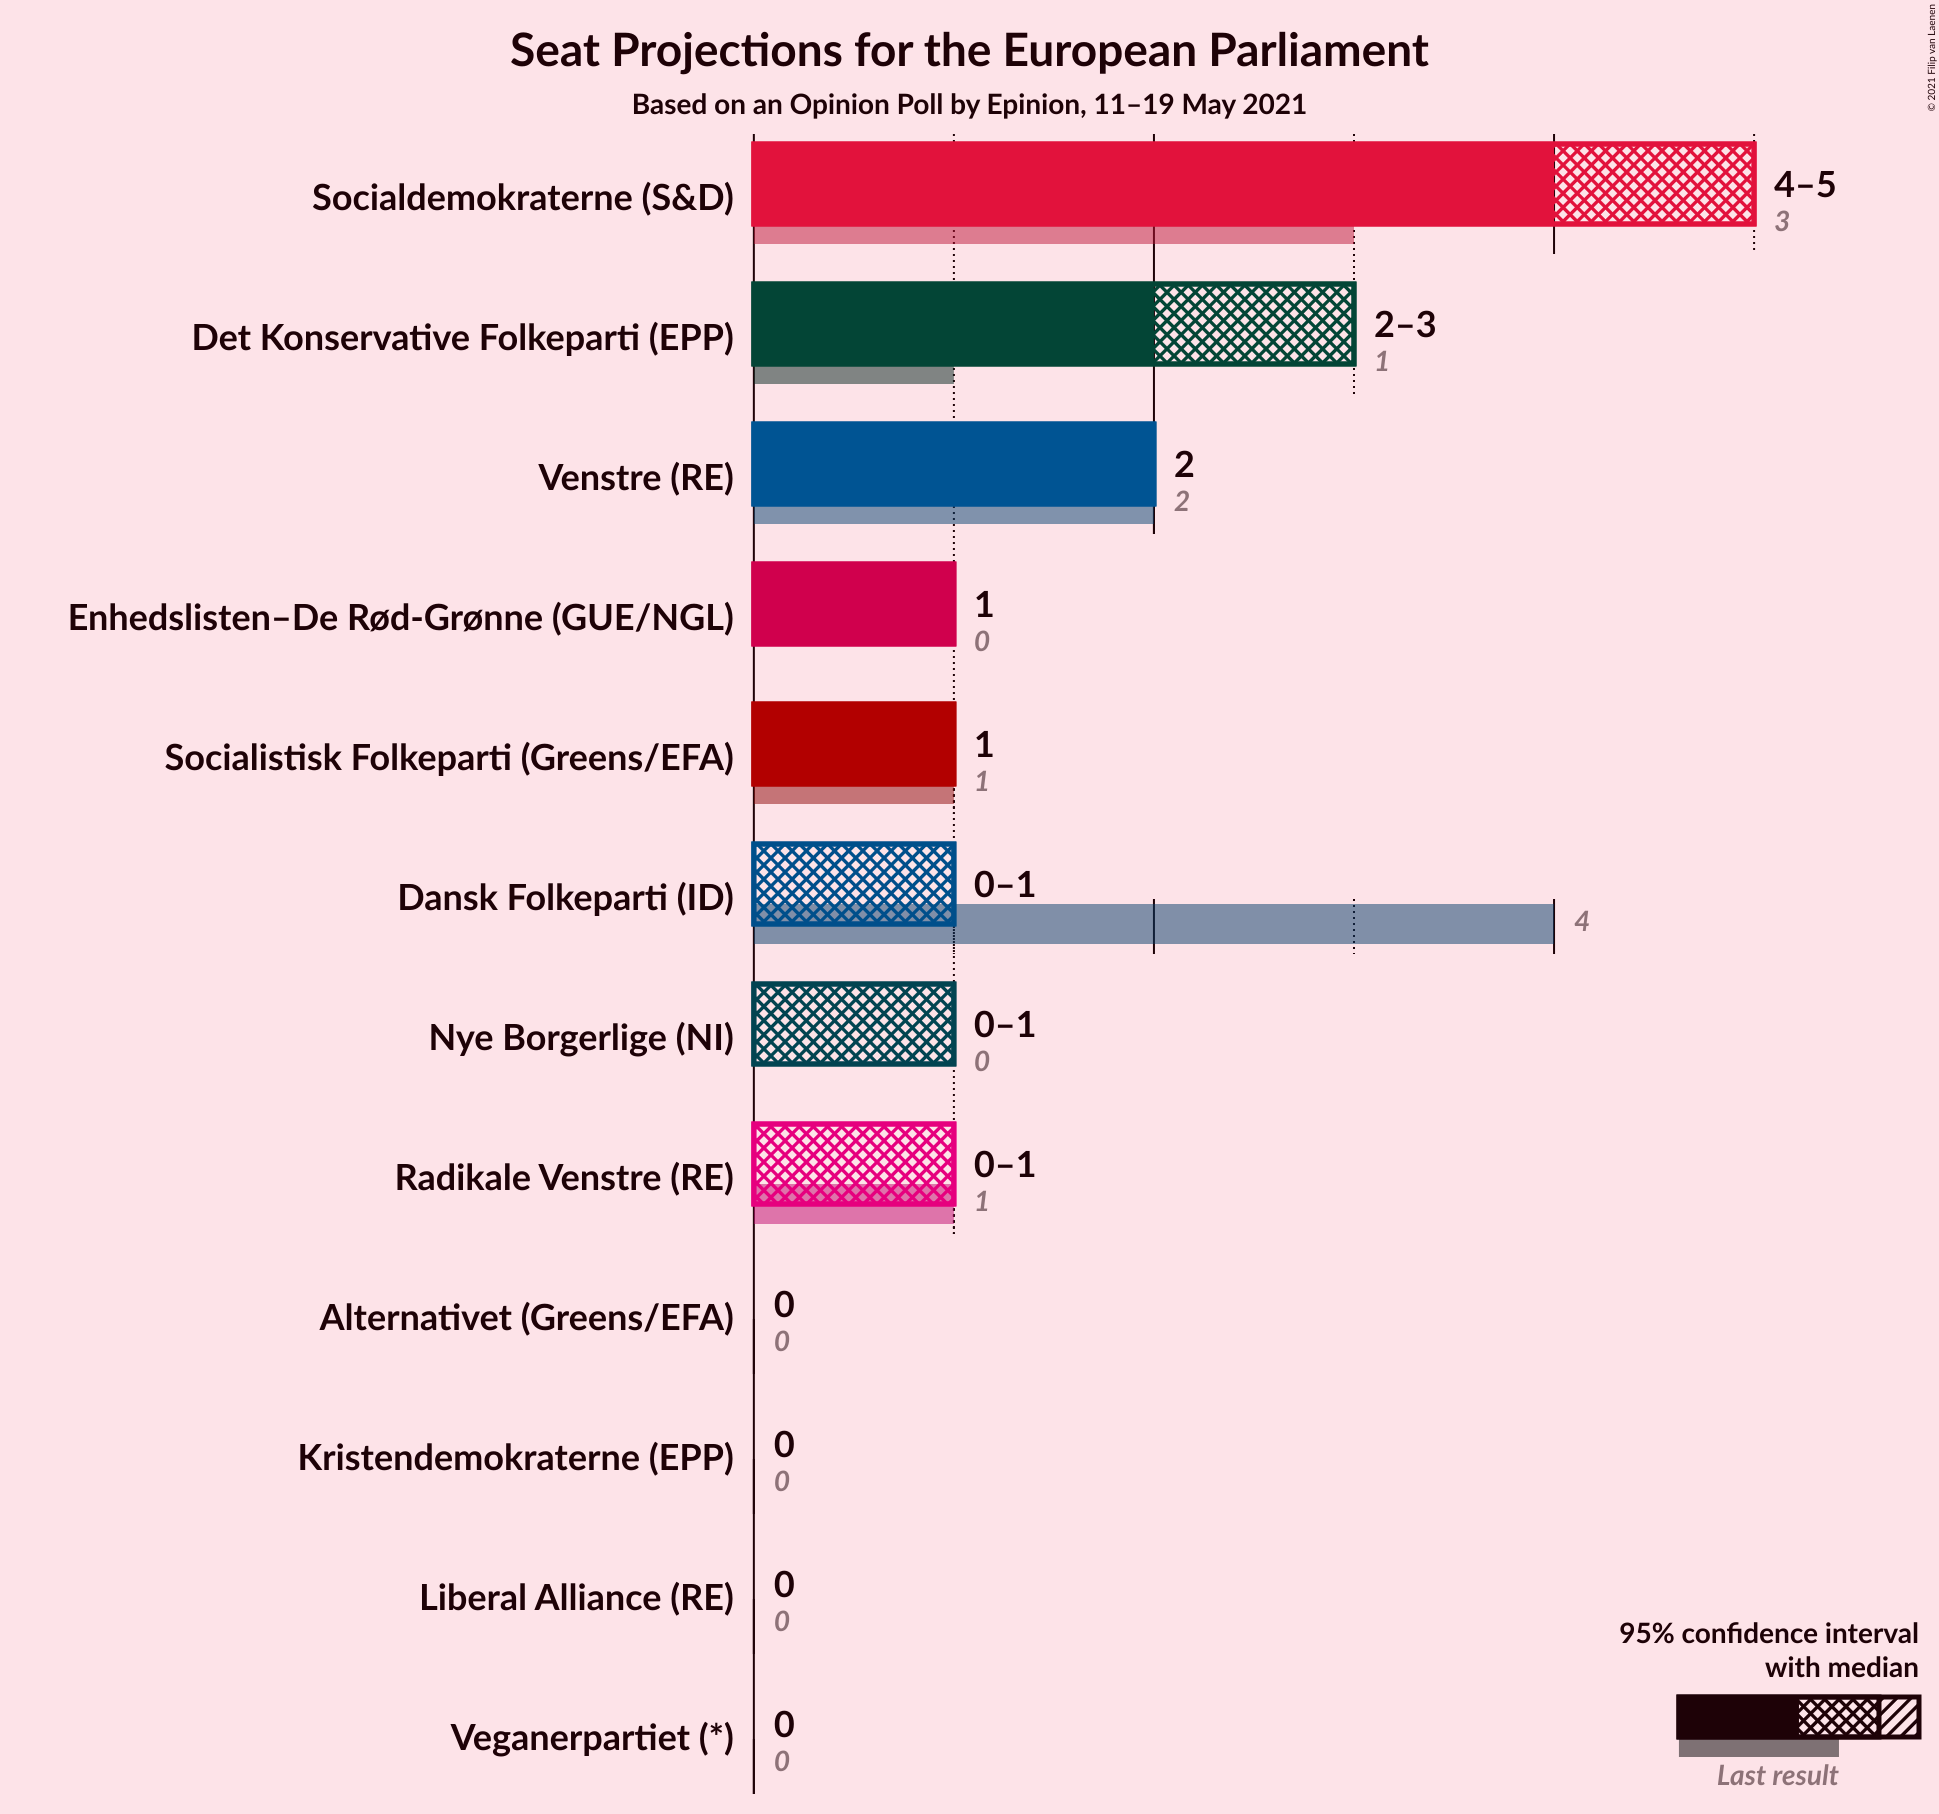 Seat Projections for the European Parliament
Based on an Opinion Poll by Epinion, 11–19 May 2021
© 2021 Filip van Laenen
Socialdemokraterne (S&D)
4–5
3
Det Konservative Folkeparti (EPP)
2–3
1
Venstre (RE)
2
2
Enhedslisten–De Rød-Grønne (GUE/NGL)
1
0
Socialistisk Folkeparti (Greens/EFA)
1
1
Dansk Folkeparti (ID)
0–1
4
Nye Borgerlige (NI)
0–1
0
Radikale Venstre (RE)
0–1
1
Alternativet (Greens/EFA)
0
0
Kristendemokraterne (EPP)
0
0
Liberal Alliance (RE)
0
0
Veganerpartiet (*)
0
0
95% confidence interval
with median
Last result